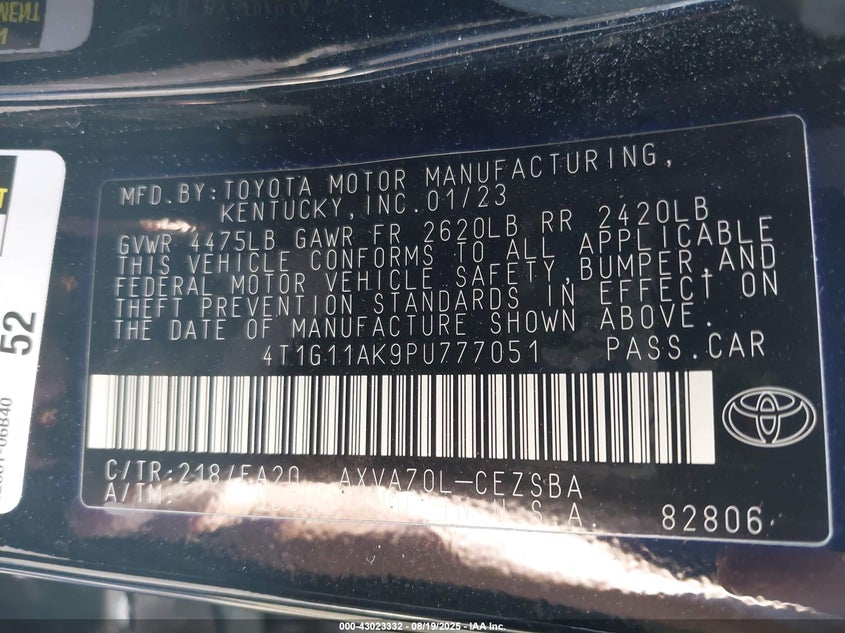 MFD.BY:TOYOTA MOTOR MANUFACTURING,
KENTUCKY,INC.01/23
GVWR 4475LB GAWR FR 2620LB RR 2420LB
THIS VEHICLE CONFORMS TO ALL APPLICABLE
FEDERAL MOTOR VEHICLE SAFETY,BUMPER,AND
THEFT PREVENTION STANDARDS IN EFFECT ON
THE DATE OF MANUFACTURE SHOWN ABOVE.
4T1G11AK9PU777051 PASS.CAR
C/TR:218/EA20 AXVA70L-CEZSBA
A/TM: U.S.A. 82806
52
000-43023332 - 08/19/2025 - IAA Inc.